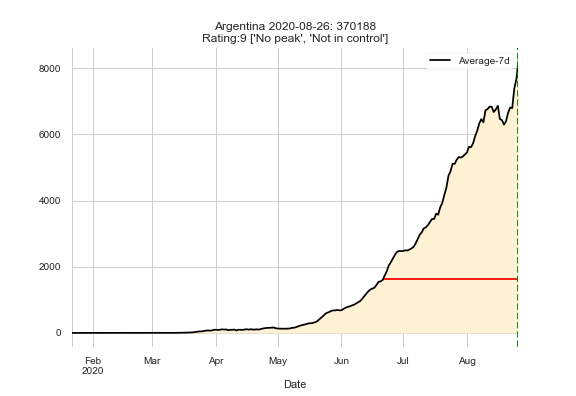 Argentina 2020-08-26: 370188
Rating:9 ['No peak', 'Not in control']
Average-7d
8000
6000
4000
2000
0
Feb Mar Apr May Jun Jul Aug
2020
Date